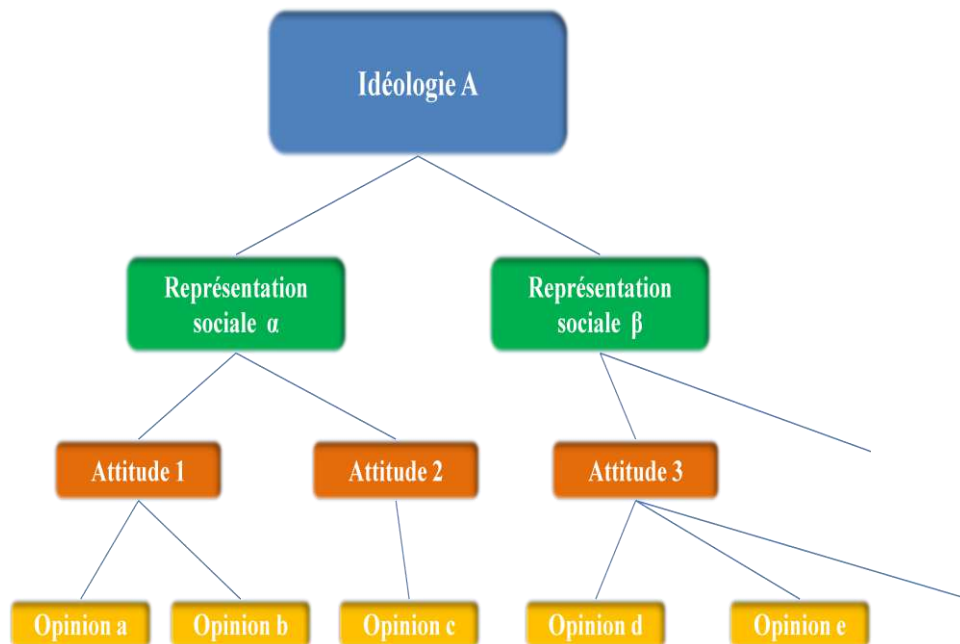 Idéologie A
Représentation
sociale α
Représentation
sociale β
Attitude 1
Attitude 2
Attitude 3
Opinion a
Opinion b
Opinion c
Opinion d
Opinion e